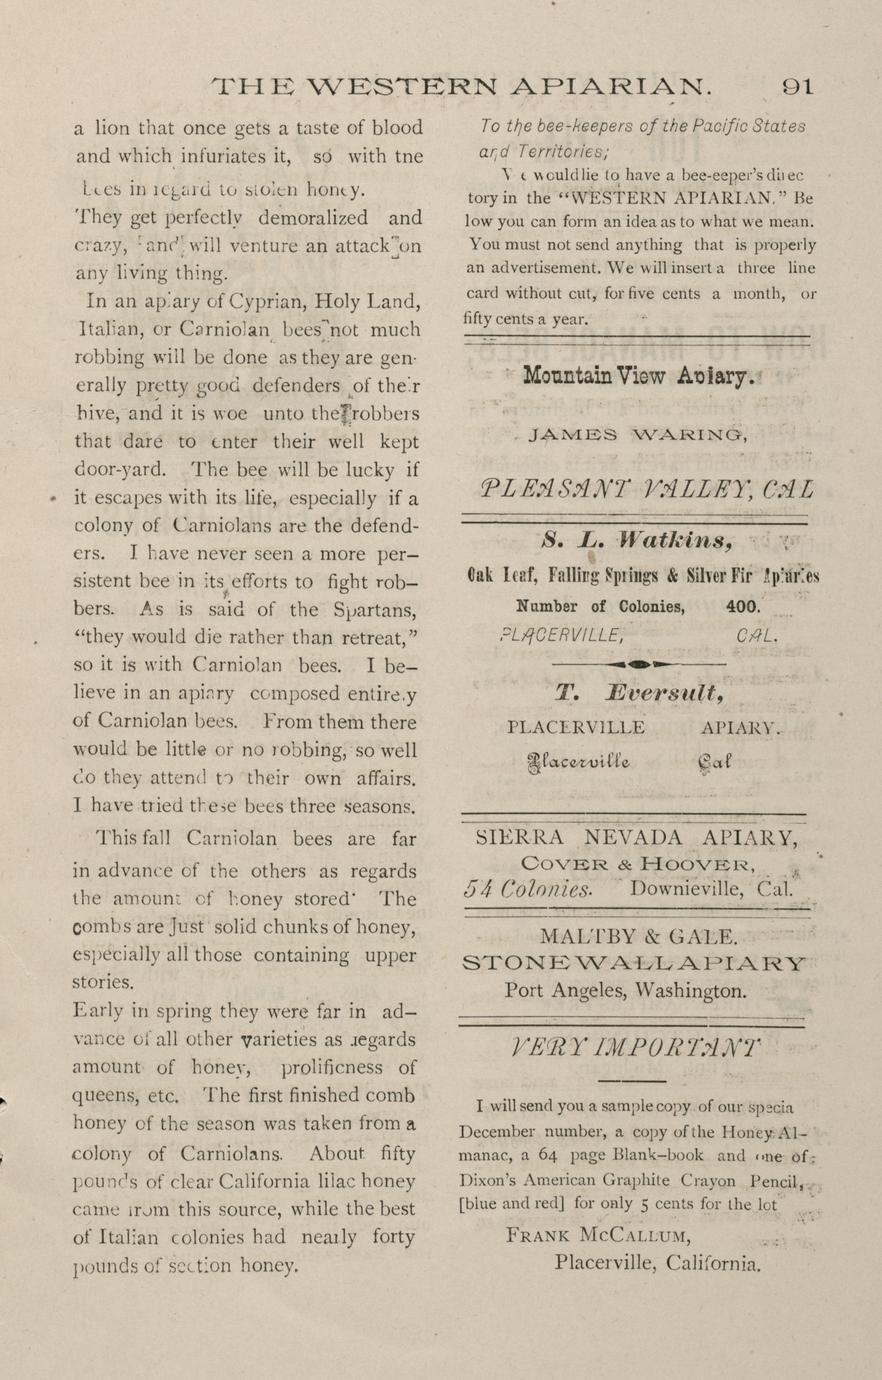 THE WESTERN APIARIAN. 91
a lion that once gets a taste of blood
and which infuriates it, so with tne
bees in regard to stolen honey.
They get perfectly demoralized and
crazy, and will venture an attack on
any living thing.
In an apiary of Cyprian, Holy Land,
Italian, or Carniolan bees not much
robbing will be done as they are gen-
erally pretty good defenders of their
hive, and it is woe unto the robbers
that dare to enter their well kept
door-yard. The bee will be lucky if
it escapes with its life, especially if a
colony of Carniolans are the defend-
ers. I have never seen a more per—
sistent bee in its efforts to fight rob—
bers. As is said of the Spartans,
“they would die rather than retreat,”
so it is with Carniolan bees. I be—
lieve in an apiary composed entirely
of Carniolan bees. From them there
would be little or no robbing, so well
do they attend to their own affairs.
I have tried these bees three seasons.
This fall Carniolan bees are far
in advance of the others as regards
the amount of honey stored· The
combs are just solid chunks of honey,
especially all those containing upper
stories.
Early in spring they were far in ad—
vance of all other varieties as regards
amount of honey, prolificness of
queens, etc. The first finished comb
honey of the season was taken from a
colony of Carniolans. About fifty
pounds of clear California lilac honey
came from this source, while the best
of Italian colonies had nearly forty
pounds of section honey.
To the bee-keepers of the Pacific States
and Territories;
We would lie to have a bee-eeper's direc
tory in the “WESTERN APIARIAN.” Be
low you can form an idea as to what we mean.
You must not send anything that is properly
an advertisement. We will insert a three line
card without cut, for five cents a month, or
fifty cents a year.
Mountain View Apiary.
JAMES WARING,
PLEASANT VALLEY, CAL
S. L. Watkins,
Oak Leaf, Falling Springs & Silver Fir Apiaries
Number of Colonies, 400.
PLACERVILLE, CAL.
T. Eversult,
PLACERVILLE APIARY.
Placerville Cal
SIERRA NEVADA APIARY,
COVER & HOOVER,
54 Colonies. Downieville, Cal.
MALTBY & GALE.
STONEWALL APIARY
Port Angeles, Washington.
VERY IMPORTANT
I will send you a sample copy of our specia
December number, a copy of the Honey Al—
manac, a 64 page Blank—book and one of
Dixon's American Graphite Crayon Pencil,
[blue and red] for only 5 cents for the lot
FRANK MCCALLUM,
Placerville, California.